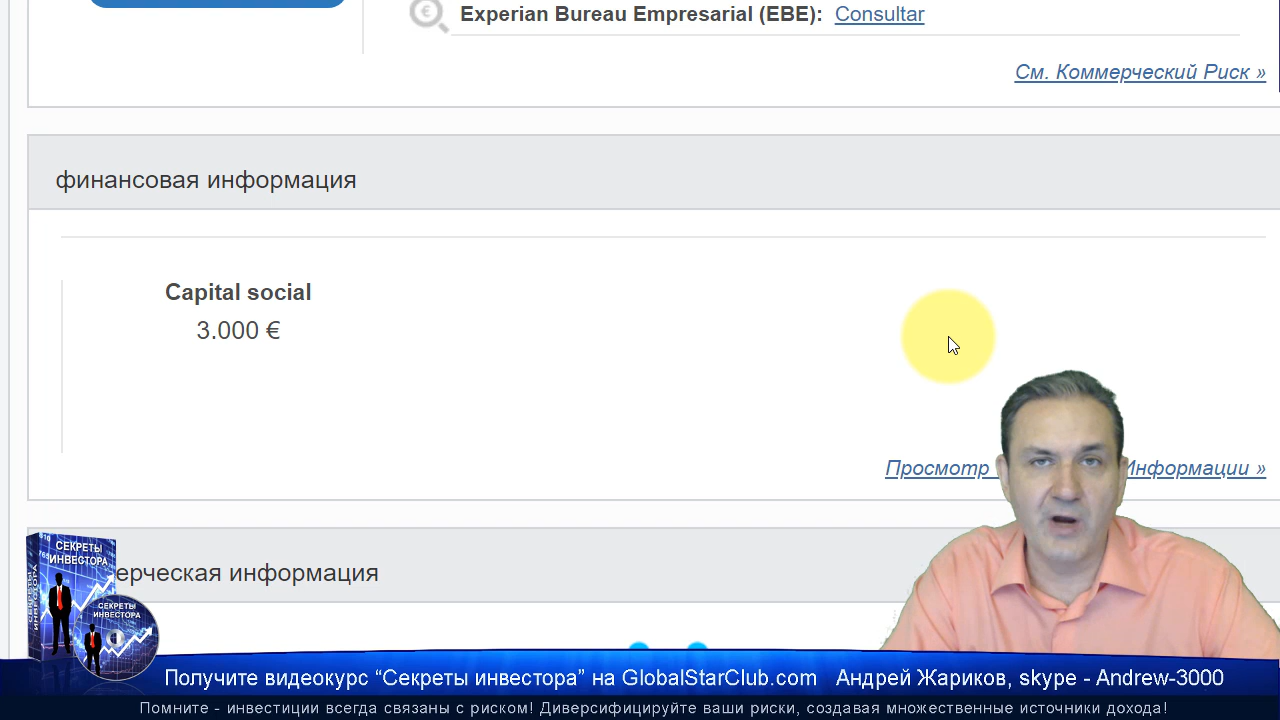 Experian Bureau Empresarial (EBE): Consultar
См. Коммерческий Риск »
финансовая информация
Capital social
3.000 €
Просмотр Информации »
ерческая информация
СЕКРЕТЫ
ИНВЕСТОРА
СЕКРЕТЫ
ИНВЕСТОРА
Получите видеокурс “Секреты инвестора” на GlobalStarClub.com Андрей Жариков, skype - Andrew-3000
Помните - инвестиции всегда связаны с риском! Диверсифицируйте ваши риски, создавая множественные источники дохода!